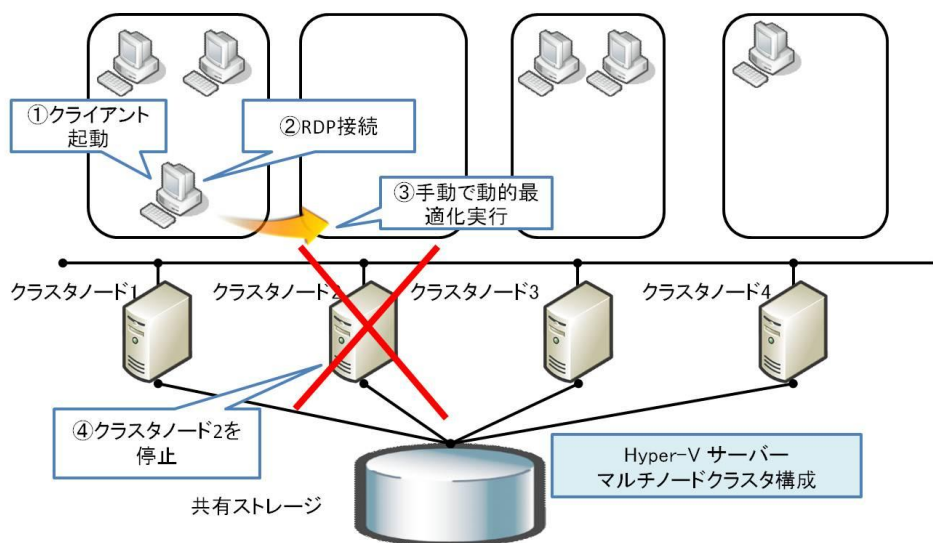 ①クライアント
起動
②RDP接続
③手動で動的最
適化実行
クラスタノード1
クラスタノード2
クラスタノード3
クラスタノード4
④クラスタノード2を
停止
Hyper-V サーバー
マルチノードクラスタ構成
共有ストレージ